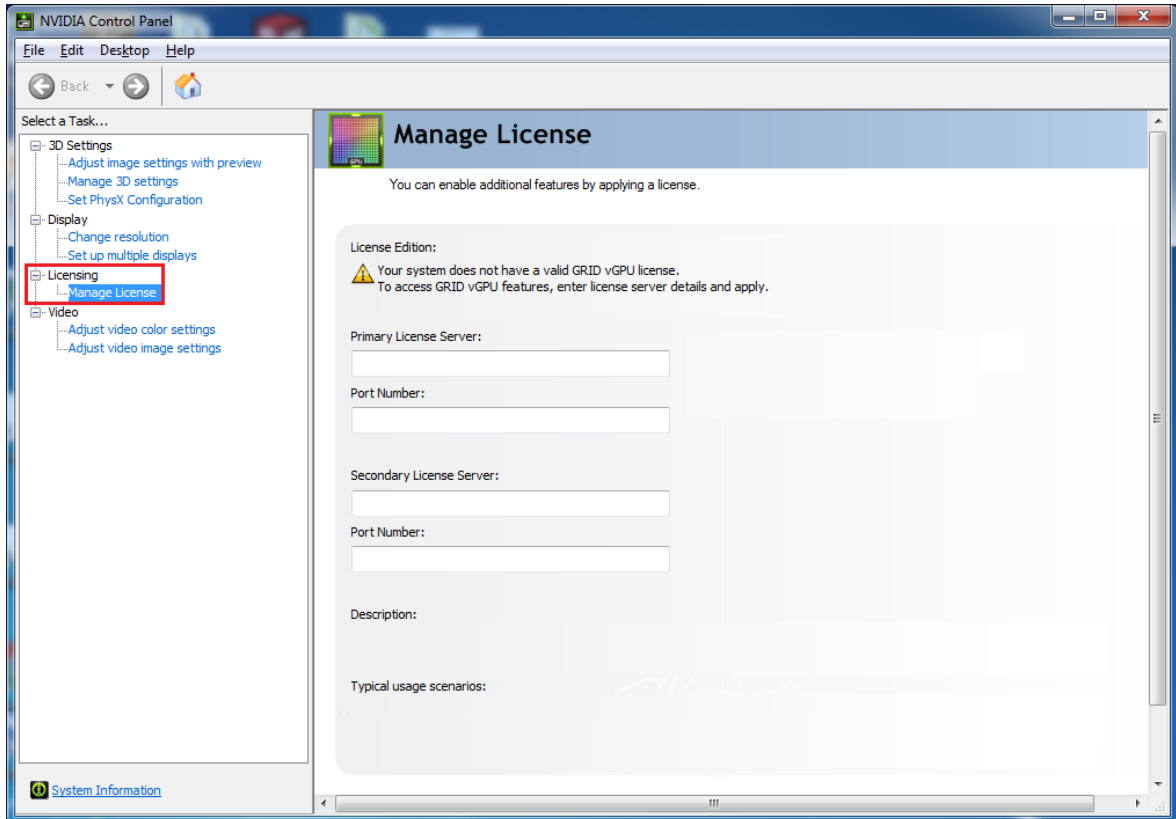 NVIDIA Control Panel
File Edit Desktop Help
Back
Select a Task...
3D Settings
Adjust image settings with preview
Manage 3D settings
Set PhysX Configuration
Display
Change resolution
Set up multiple displays
Licensing
Manage License
Video
Adjust video color settings
Adjust video image settings
System Information
GPU
Manage License
You can enable additional features by applying a license.
License Edition:
Your system does not have a valid GRID vGPU license.
To access GRID vGPU features, enter license server details and apply.
Primary License Server:
Port Number:
Secondary License Server:
Port Number:
Description:
Typical usage scenarios: